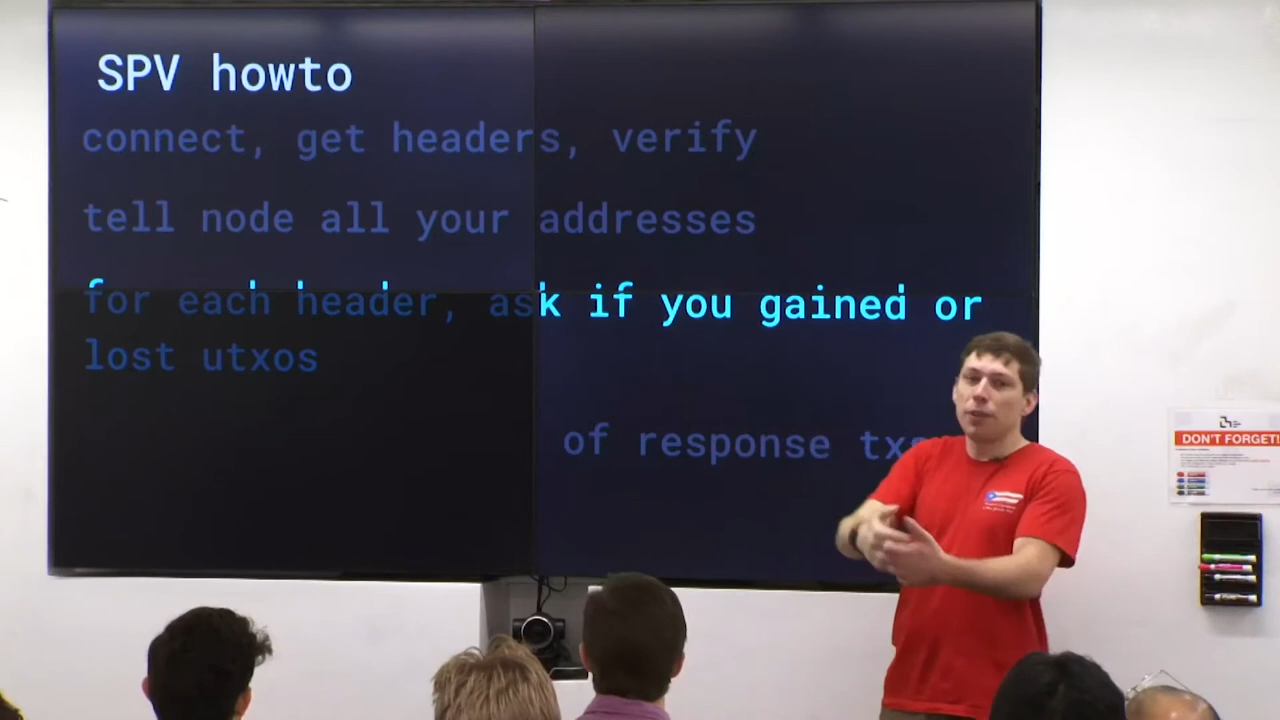 SPV howto
connect, get headers, verify
tell node all your addresses
for each header, ask if you gained or
lost utxos
of response
DON'T FORGET!